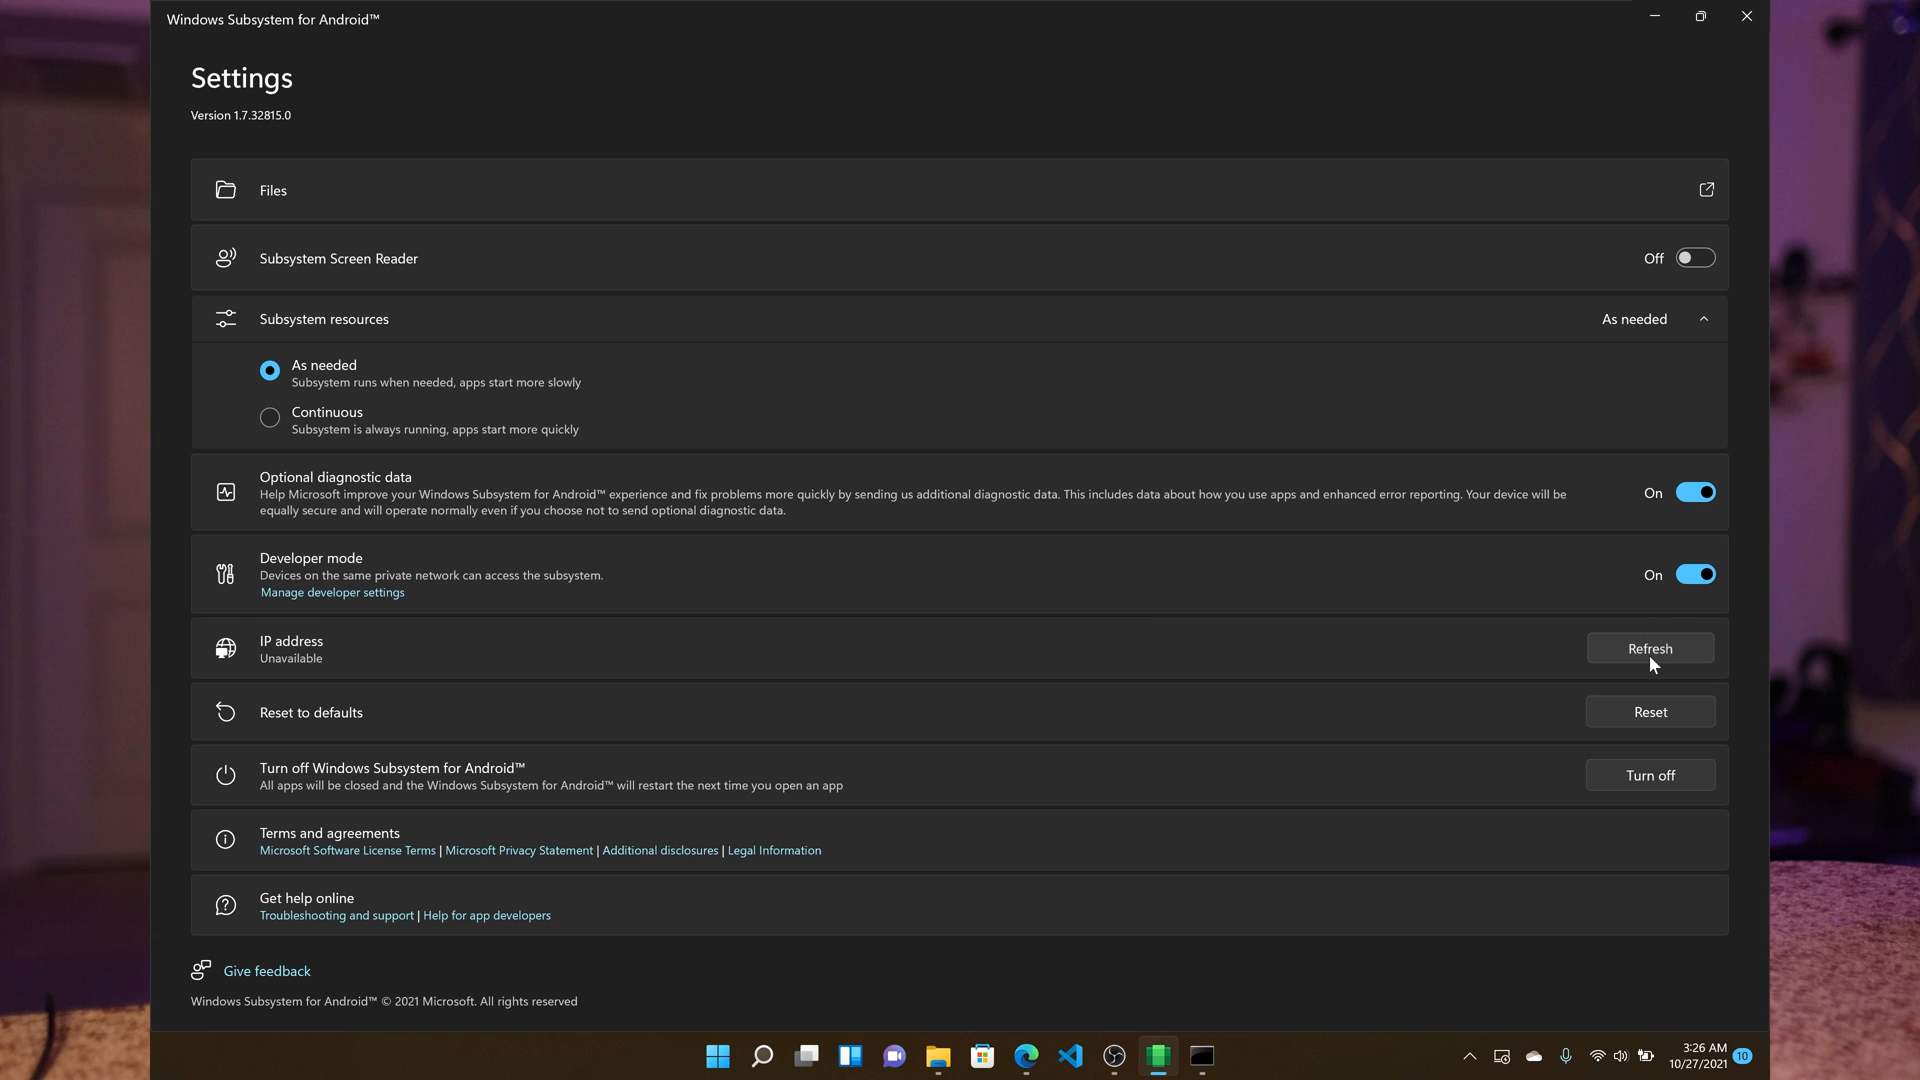 Windows Subsystem for Android™
Settings
Version 1.7.32815.0
Files
Subsystem Screen Reader
Off
Subsystem resources
As needed
As needed
Subsystem runs when needed, apps start more slowly
Continuous
Subsystem is always running, apps start more quickly
Optional diagnostic data
Help Microsoft improve your Windows Subsystem for Android™ experience and fix problems more quickly by sending us additional diagnostic data. This includes data about how you use apps and enhanced error reporting. Your device will be
equally secure and will operate normally even if you choose not to send optional diagnostic data.
On
Developer mode
Devices on the same private network can access the subsystem.
Manage developer settings
On
IP address
Unavailable
Refresh
Reset to defaults
Reset
Turn off Windows Subsystem for Android™
All apps will be closed and the Windows Subsystem for Android™ will restart the next time you open an app
Turn off
Terms and agreements
Microsoft Software License Terms | Microsoft Privacy Statement | Additional disclosures | Legal Information
Get help online
Troubleshooting and support | Help for app developers
Give feedback
Windows Subsystem for Android™ © 2021 Microsoft. All rights reserved
3:26 AM
10/27/2021
10